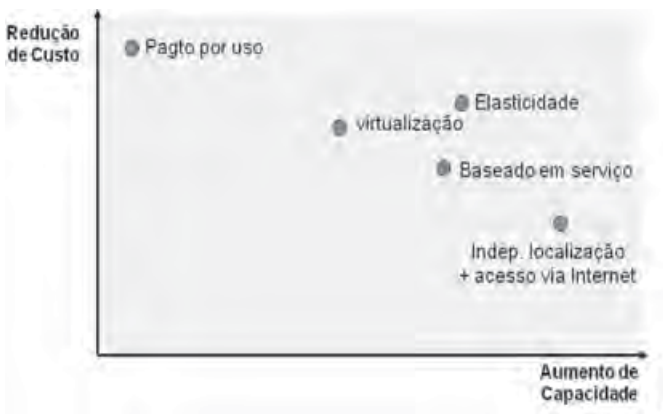 Redução
de Custo
Pagto por uso
Elasticidade
virtualização
Baseado em serviço
Indep. localização
+ acesso via Internet
Aumento de
Capacidade